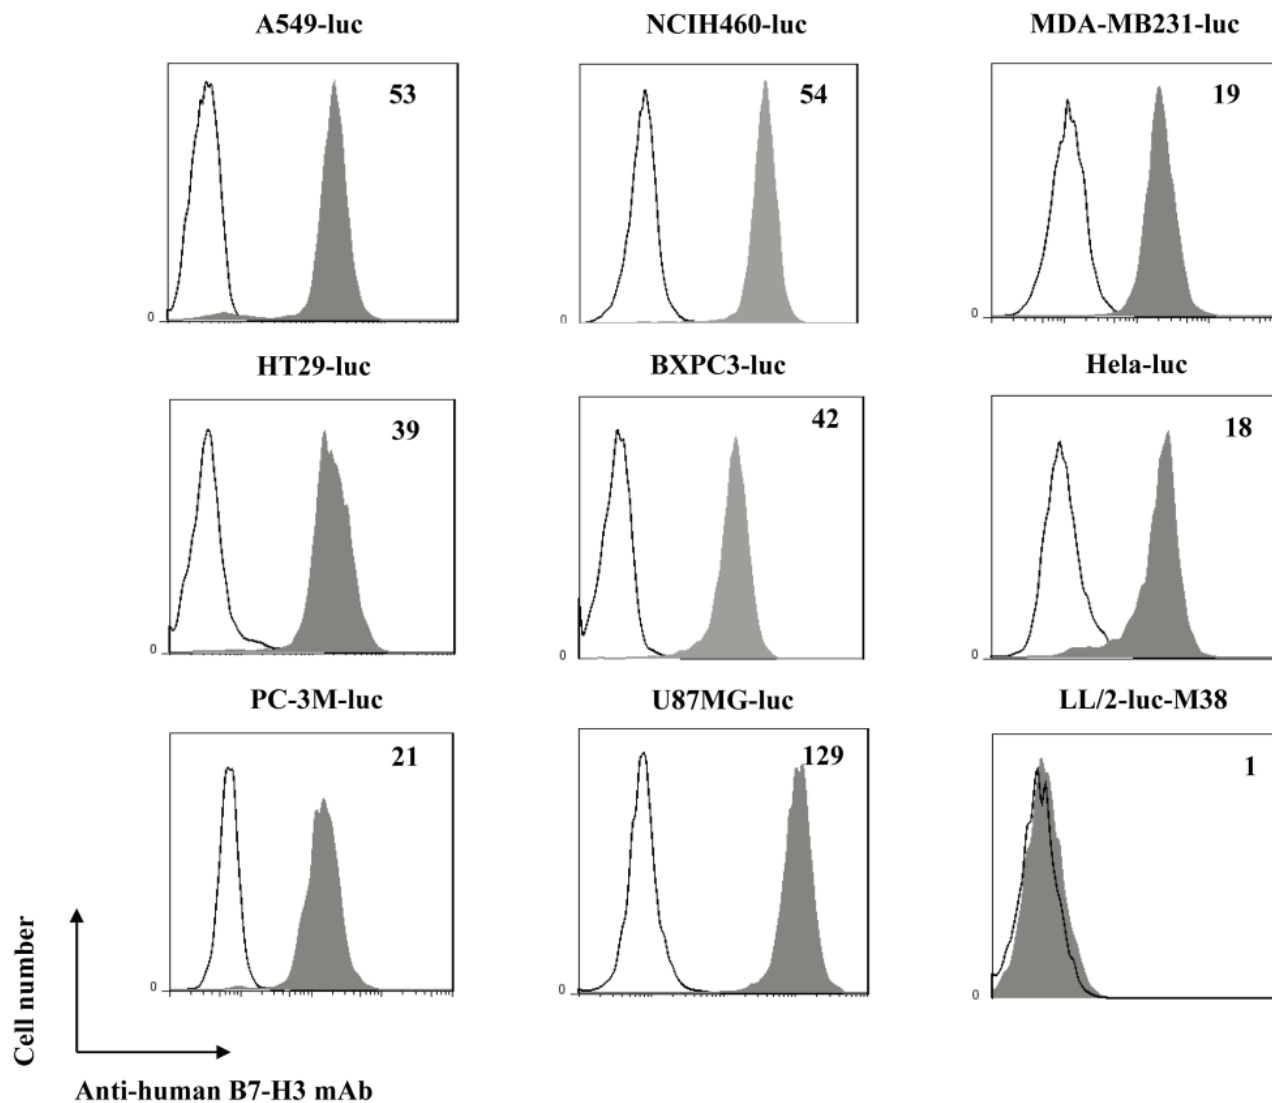 A549-luc NCIH460-luc MDA-MB231-luc
53 54 19
0 0 0
HT29-luc BXPC3-luc Hela-luc
39 42 18
0 0 0
PC-3M-luc U87MG-luc LL/2-luc-M38
21 129 1
0 0 0
Cell number
Anti-human B7-H3 mAb